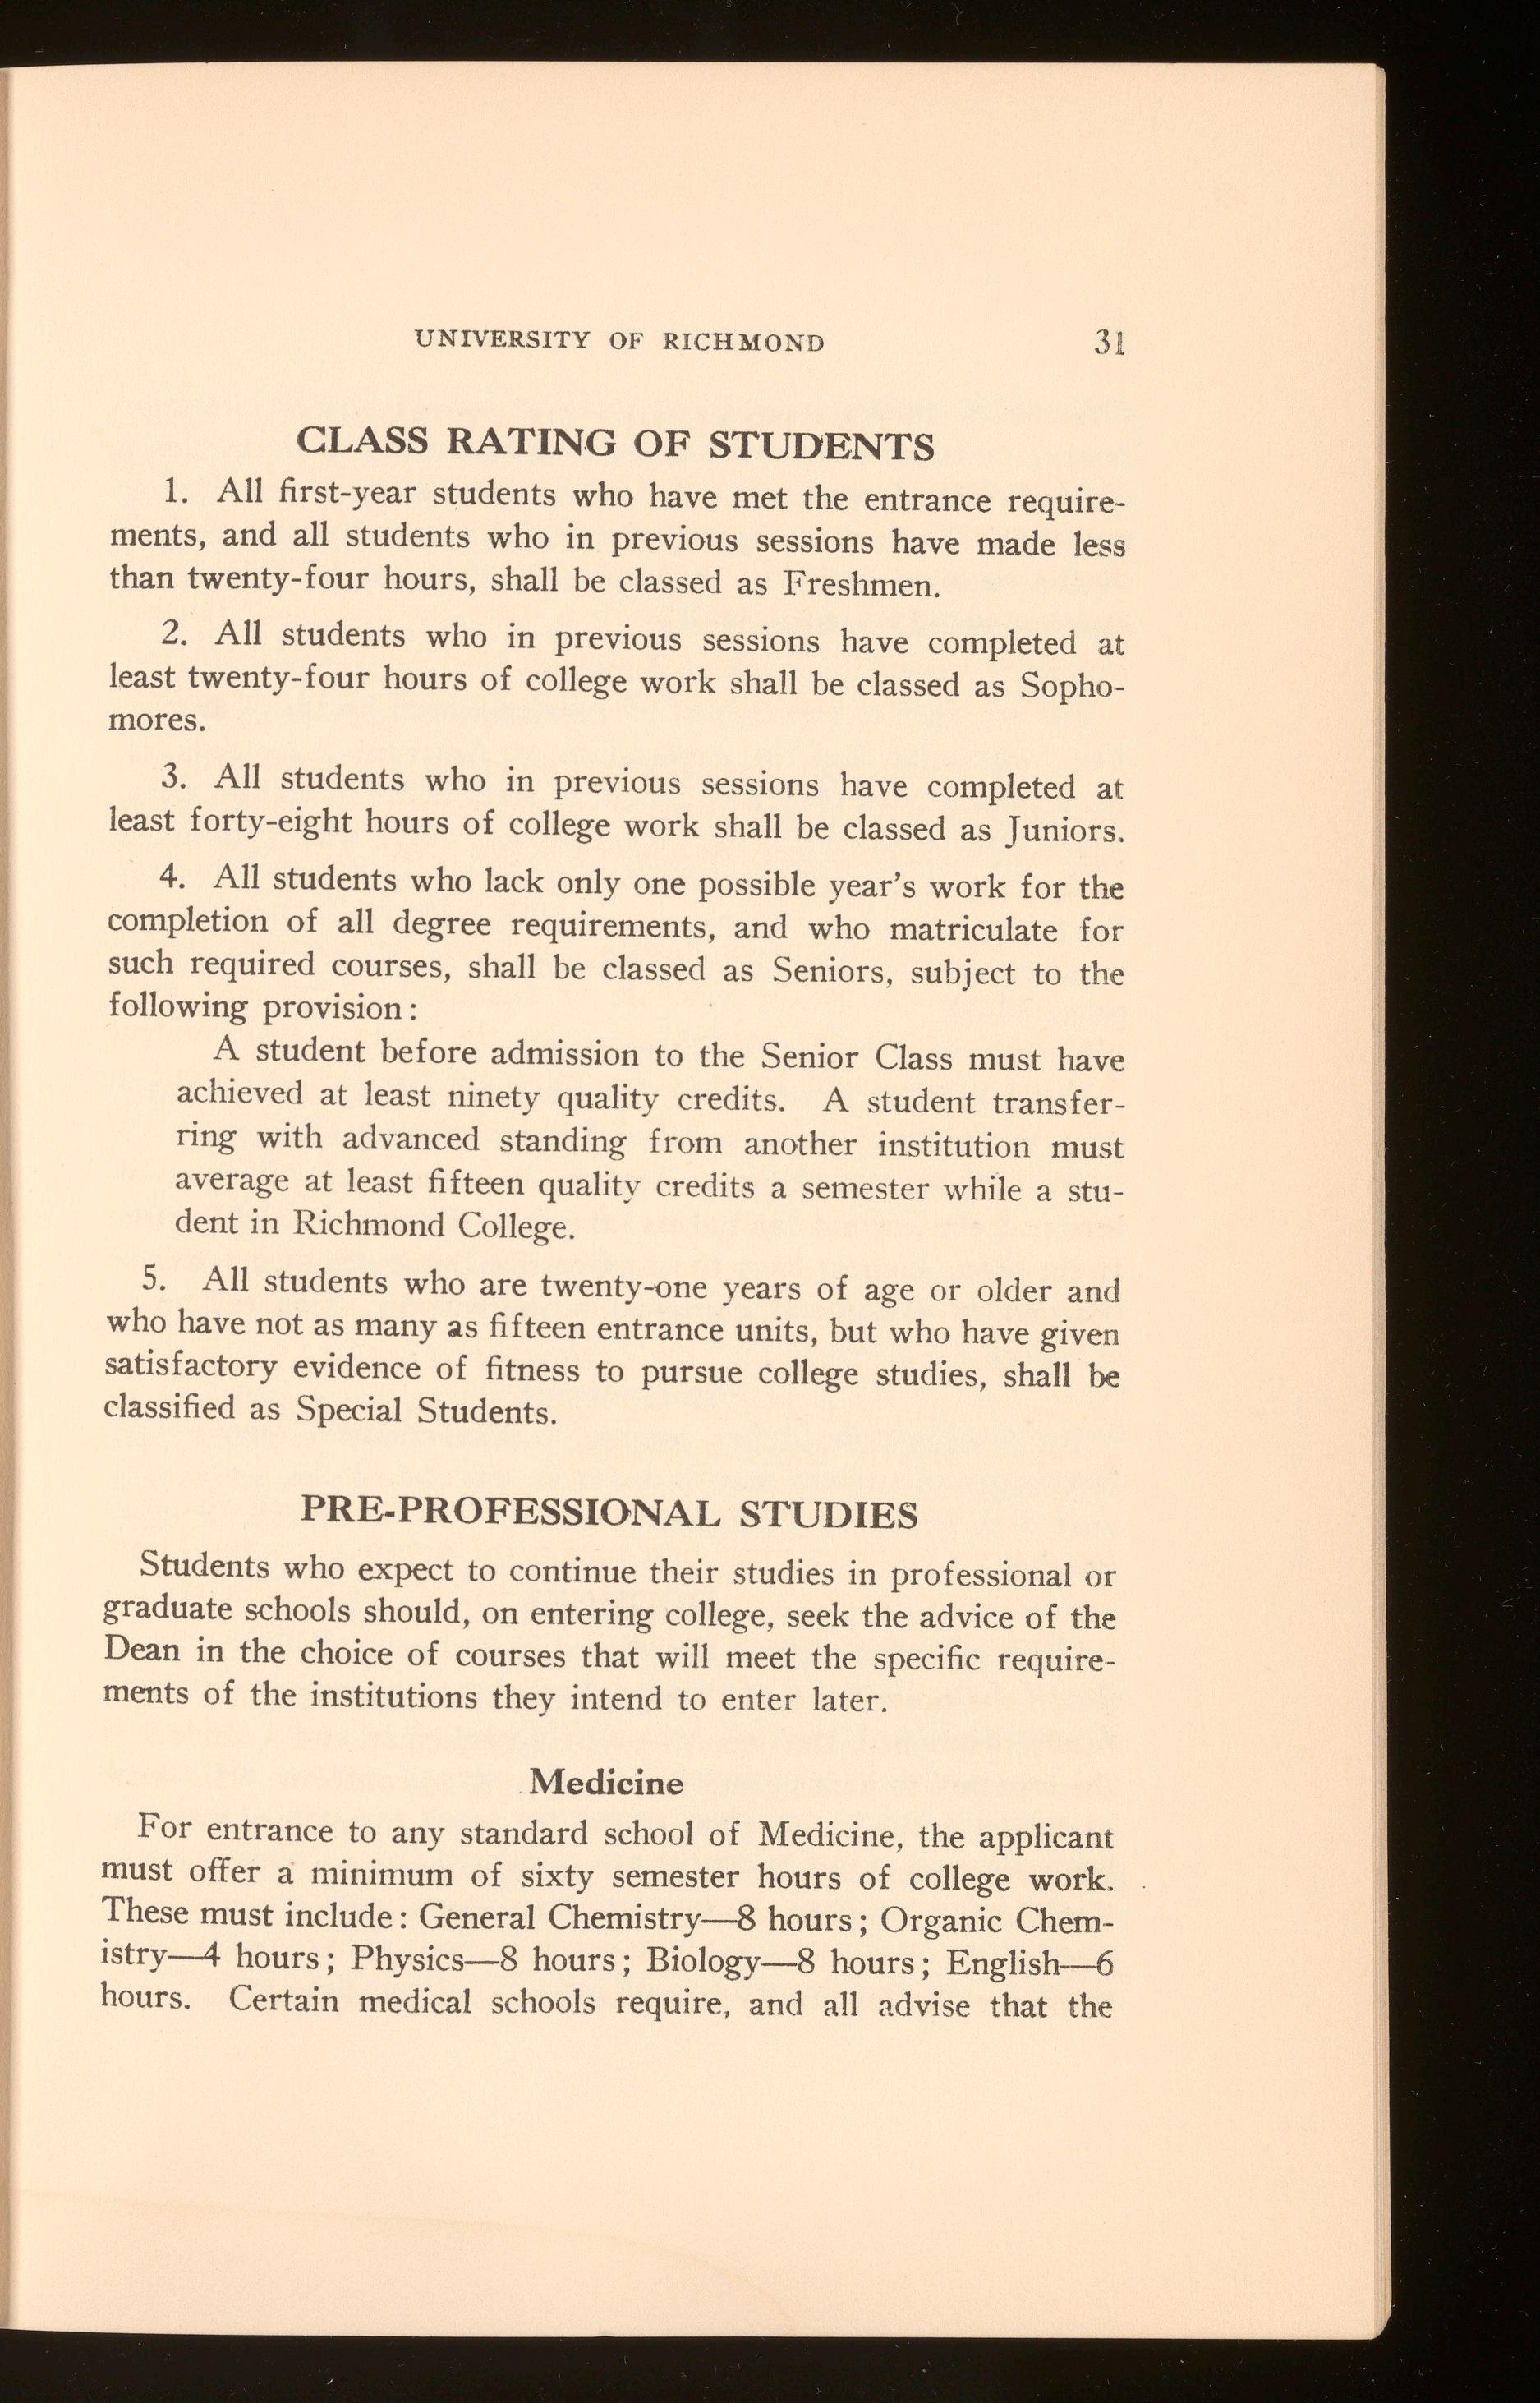 UNIVERSITY OF RICHMOND 31
CLASS RATING OF STUDENTS
1. All first-year students who have met the entrance require-
ments, and all students who in previous sessions have made less
than twenty-four hours, shall be classed as Freshmen.
2. All students who in previous sessions have completed at
least twenty-four hours of college work shall be classed as Sopho-
mores.
3. All students who in previous sessions have completed at
least forty-eight hours of college work shall be classed as Juniors.
4. All students who lack only one possible year's work for the
completion of all degree requirements, and who matriculate for
such required courses, shall be classed as Seniors, subject to the
following provision:
A student before admission to the Senior Class must have
achieved at least ninety quality credits. A student transfer-
ring with advanced standing from another institution must
average at least fifteen quality credits a semester while a stu-
dent in Richmond College.
5. All students who are twenty-one years of age or older and
who have not as many as fifteen entrance units, but who have given
satisfactory evidence of fitness to pursue college studies, shall be
classified as Special Students.
PRE-PROFESSIONAL STUDIES
Students who expect to continue their studies in professional or
graduate schools should, on entering college, seek the advice of the
Dean in the choice of courses that will meet the specific require-
ments of the institutions they intend to enter later.
Medicine
For entrance to any standard school of Medicine, the applicant
must offer a minimum of sixty semester hours of college work.
These must include: General Chemistry—8 hours; Organic Chem-
istry—4 hours; Physics—8 hours; Biology—8 hours; English—6
hours. Certain medical schools require, and all advise that the